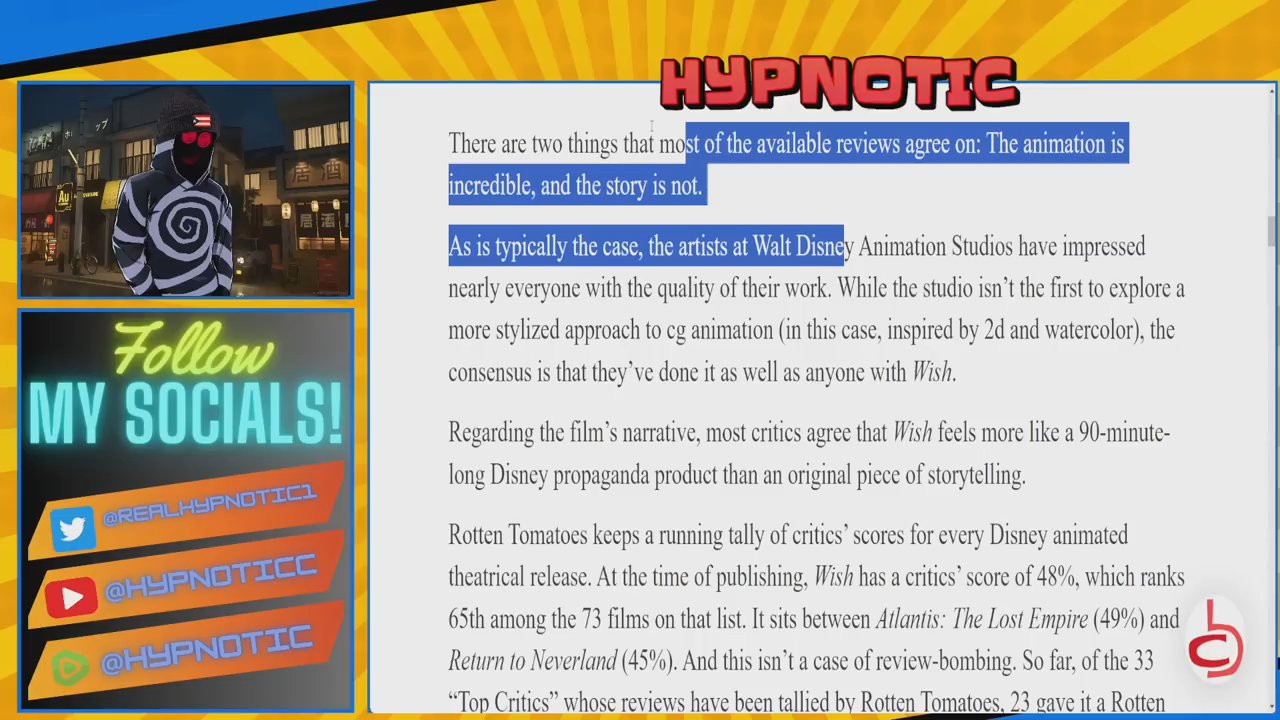 HYPNOTIC
There are two things that most of the available reviews agree on: The animation is
incredible, and the story is not.
As is typically the case, the artists at Walt Disney Animation Studios have impressed
nearly everyone with the quality of their work. While the studio isn't the first to explore a
more stylized approach to cg animation (in this case, inspired by 2d and watercolor), the
consensus is that they've done it as well as anyone with Wish.
Regarding the film's narrative, most critics agree that Wish feels more like a 90-minute-
long Disney propaganda product than an original piece of storytelling.
Rotten Tomatoes keeps a running tally of critics' scores for every Disney animated
theatrical release. At the time of publishing, Wish has a critics' score of 48%, which ranks
65th among the 73 films on that list. It sits between Atlantis: The Lost Empire (49%) and
Return to Neverland (45%). And this isn't a case of review-bombing. So far, of the 33
“Top Critics” whose reviews have been tallied by Rotten Tomatoes, 23 gave it a Rotten
Au
居酒
Follow
MY SOCIALS!
@REALHYPNOTIC1
@HYPNOTICC
@HYPNOTIC